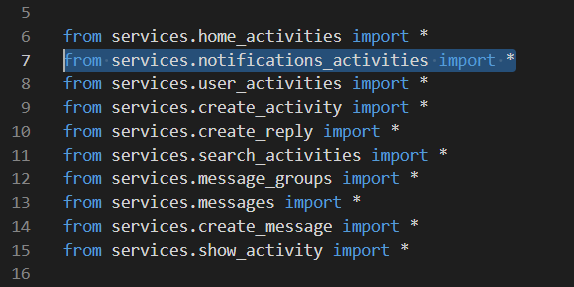 5
6 from services.home_activities import *
7 from services.notifications_activities import *
8 from services.user_activities import *
9 from services.create_activity import *
10 from services.create_reply import *
11 from services.search_activities import *
12 from services.message_groups import *
13 from services.messages import *
14 from services.create_message import *
15 from services.show_activity import *
16